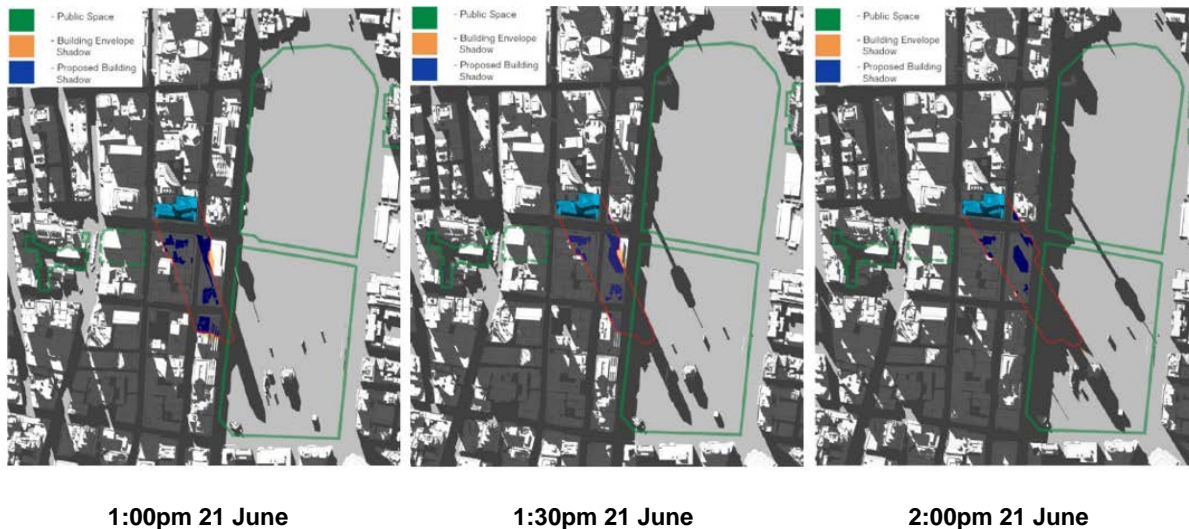 - Public Space
- Building Envelope
Shadow
- Proposed Building
Shadow
- Public Space
- Building Envelope
Shadow
- Proposed Building
Shadow
- Public Space
- Building Envelope
Shadow
- Proposed Building
Shadow
1:00pm 21 June
1:30pm 21 June
2:00pm 21 June